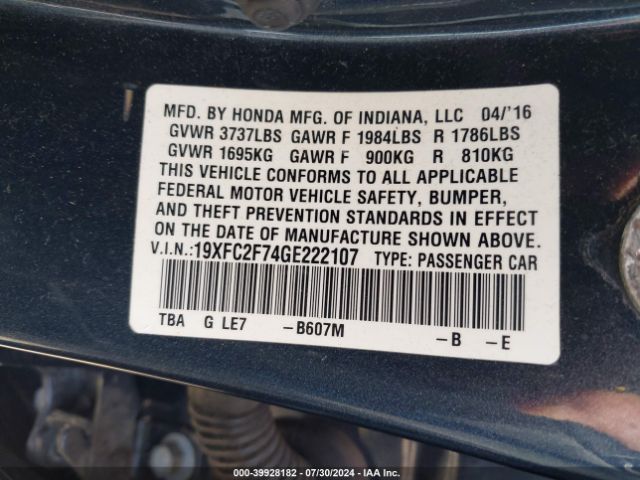 MFD. BY HONDA MFG. OF INDIANA, LLC 04/'16
GVWR 3737LBS GAWR F 1984LBS R 1786LBS
GVWR 1695KG GAWR F 900KG R 810KG
THIS VEHICLE CONFORMS TO ALL APPLICABLE
FEDERAL MOTOR VEHICLE SAFETY, BUMPER,
AND THEFT PREVENTION STANDARDS IN EFFECT
ON THE DATE OF MANUFACTURE SHOWN ABOVE.
V.I.N.:19XFC2F74GE222107 TYPE: PASSENGER CAR
TBA G LE7 -B607M -B -E
000-39928182 / 07/30/2024 - IAA Inc.